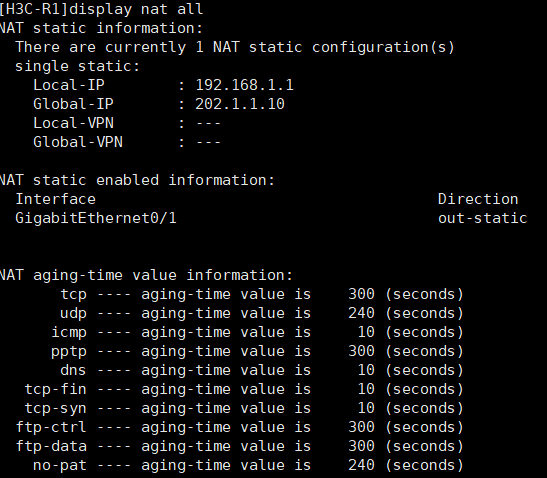 [H3C-R1]display nat all
NAT static information:
There are currently 1 NAT static configuration(s)
single static:
Local-IP : 192.168.1.1
Global-IP : 202.1.1.10
Local-VPN : ---
Global-VPN : ---
NAT static enabled information:
Interface Direction
GigabitEthernet0/1 out-static
NAT aging-time value information:
tcp ---- aging-time value is 300 (seconds)
udp ---- aging-time value is 240 (seconds)
icmp ---- aging-time value is 10 (seconds)
pptp ---- aging-time value is 300 (seconds)
dns ---- aging-time value is 10 (seconds)
tcp-fin ---- aging-time value is 10 (seconds)
tcp-syn ---- aging-time value is 10 (seconds)
ftp-ctrl ---- aging-time value is 300 (seconds)
ftp-data ---- aging-time value is 300 (seconds)
no-pat ---- aging-time value is 240 (seconds)